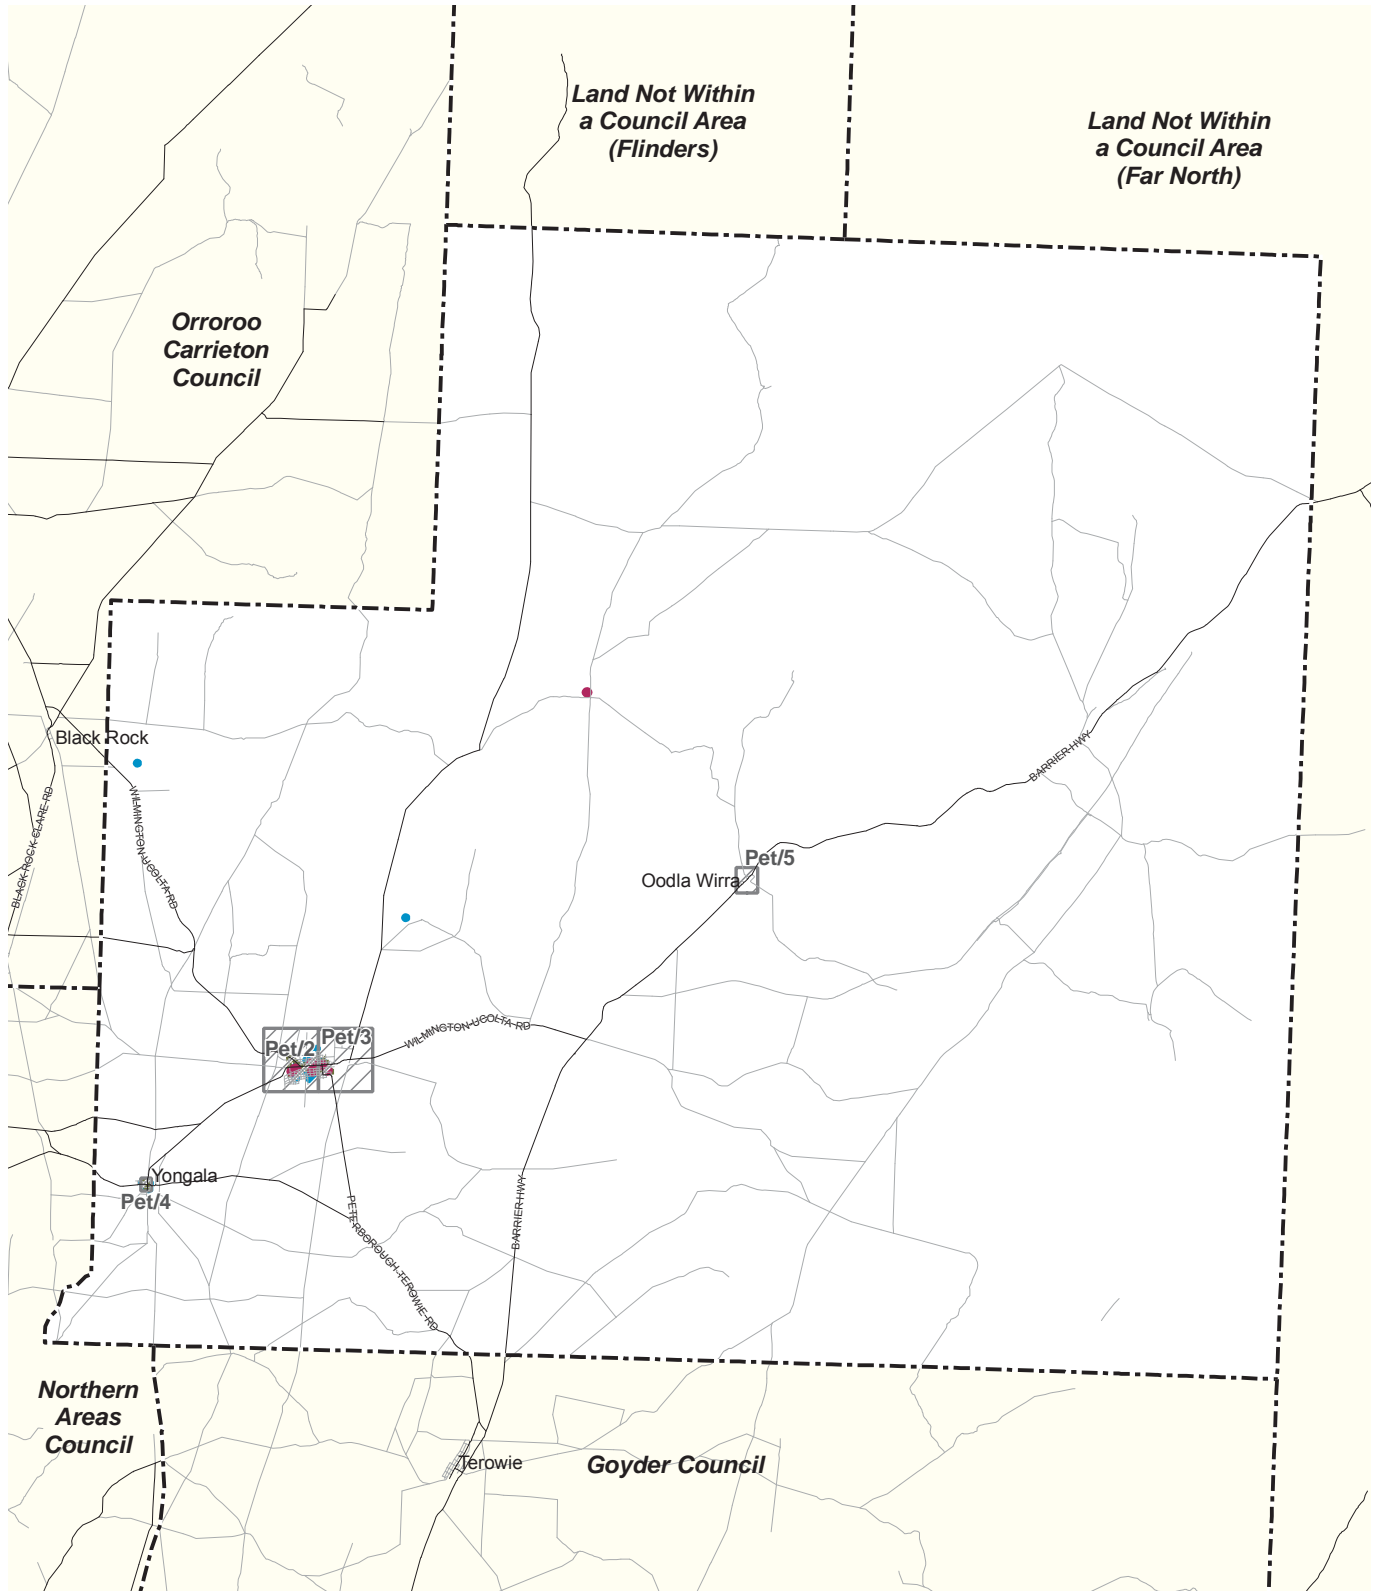 Land Not Within
a Council Area
(Flinders)
Land Not Within
a Council Area
(Far North)
Orroroo
Carrieton
Council
Black Rock
WILMINGTON-UCOLTA RD
BLACK ROCK-CLARE RD
BARRIER HWY
Pet/5
Oodla Wirra
Pet/2
Pet/3
WILMINGTON-UCOLTA RD
Yongala
Pet/4
PETERBOROUGH-TEROWIE RD
BARRIER HWY
Northern
Areas
Council
Terowie
Goyder Council